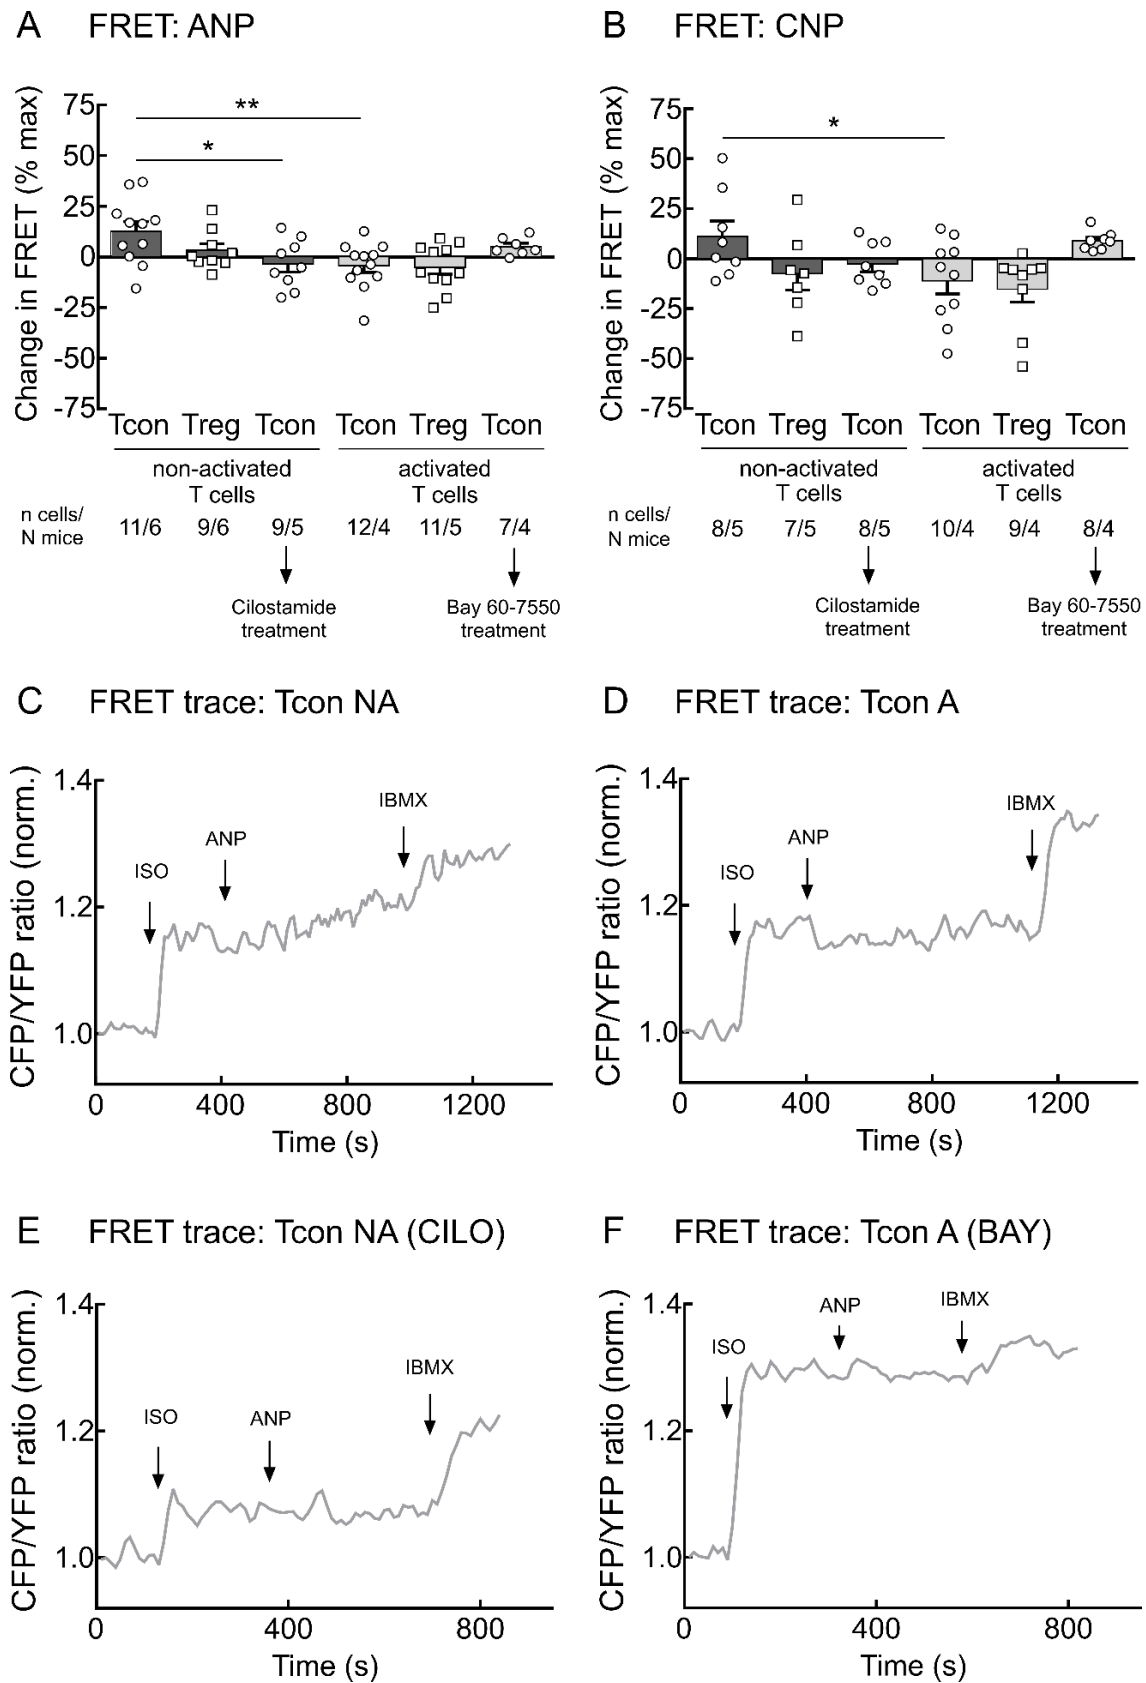 A FRET: ANP
B FRET: CNP
Change in FRET (% max)
75
50
25
0
-25
-50
-75
**
*
Tcon Treg Tcon Tcon Treg Tcon
non-activated
T cells
activated
T cells
n cells/
N mice
11/6 9/6 9/5 12/4 11/5 7/4
Cilostamide
treatment
Bay 60-7550
treatment
Change in FRET (% max)
75
50
25
0
-25
-50
-75
*
Tcon Treg Tcon Tcon Treg Tcon
non-activated
T cells
activated
T cells
n cells/
N mice
8/5 7/5 8/5 10/4 9/4 8/4
Cilostamide
treatment
Bay 60-7550
treatment
C FRET trace: Tcon NA
CFP/YFP ratio (norm.)
1.4
1.2
1.0
ISO
ANP
IBMX
0 400 800 1200
Time (s)
D FRET trace: Tcon A
CFP/YFP ratio (norm.)
1.4
1.2
1.0
ISO
ANP
IBMX
0 400 800 1200
Time (s)
E FRET trace: Tcon NA (CILO)
CFP/YFP ratio (norm.)
1.4
1.2
1.0
ISO
ANP
IBMX
0 400 800
Time (s)
F FRET trace: Tcon A (BAY)
CFP/YFP ratio (norm.)
1.4
1.2
1.0
ISO
ANP
IBMX
0 400 800
Time (s)